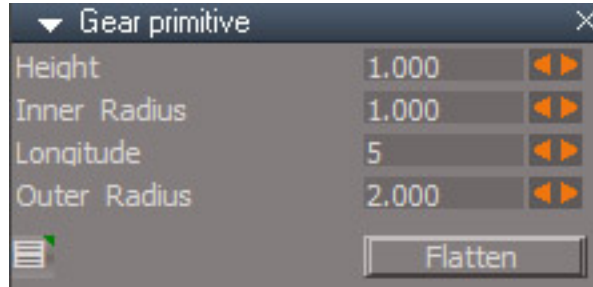 Gear primitive
Height 1.000
Inner Radius 1.000
Longitude 5
Outer Radius 2.000
Flatten